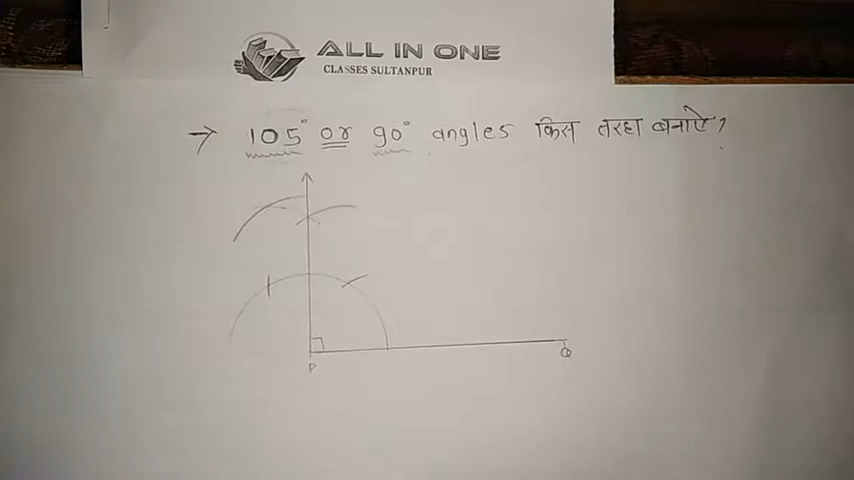 ALL IN ONE
CLASSES SULTANPUR
→ 105° or 90° angles किस तरहा बनाऐ?
P
Q